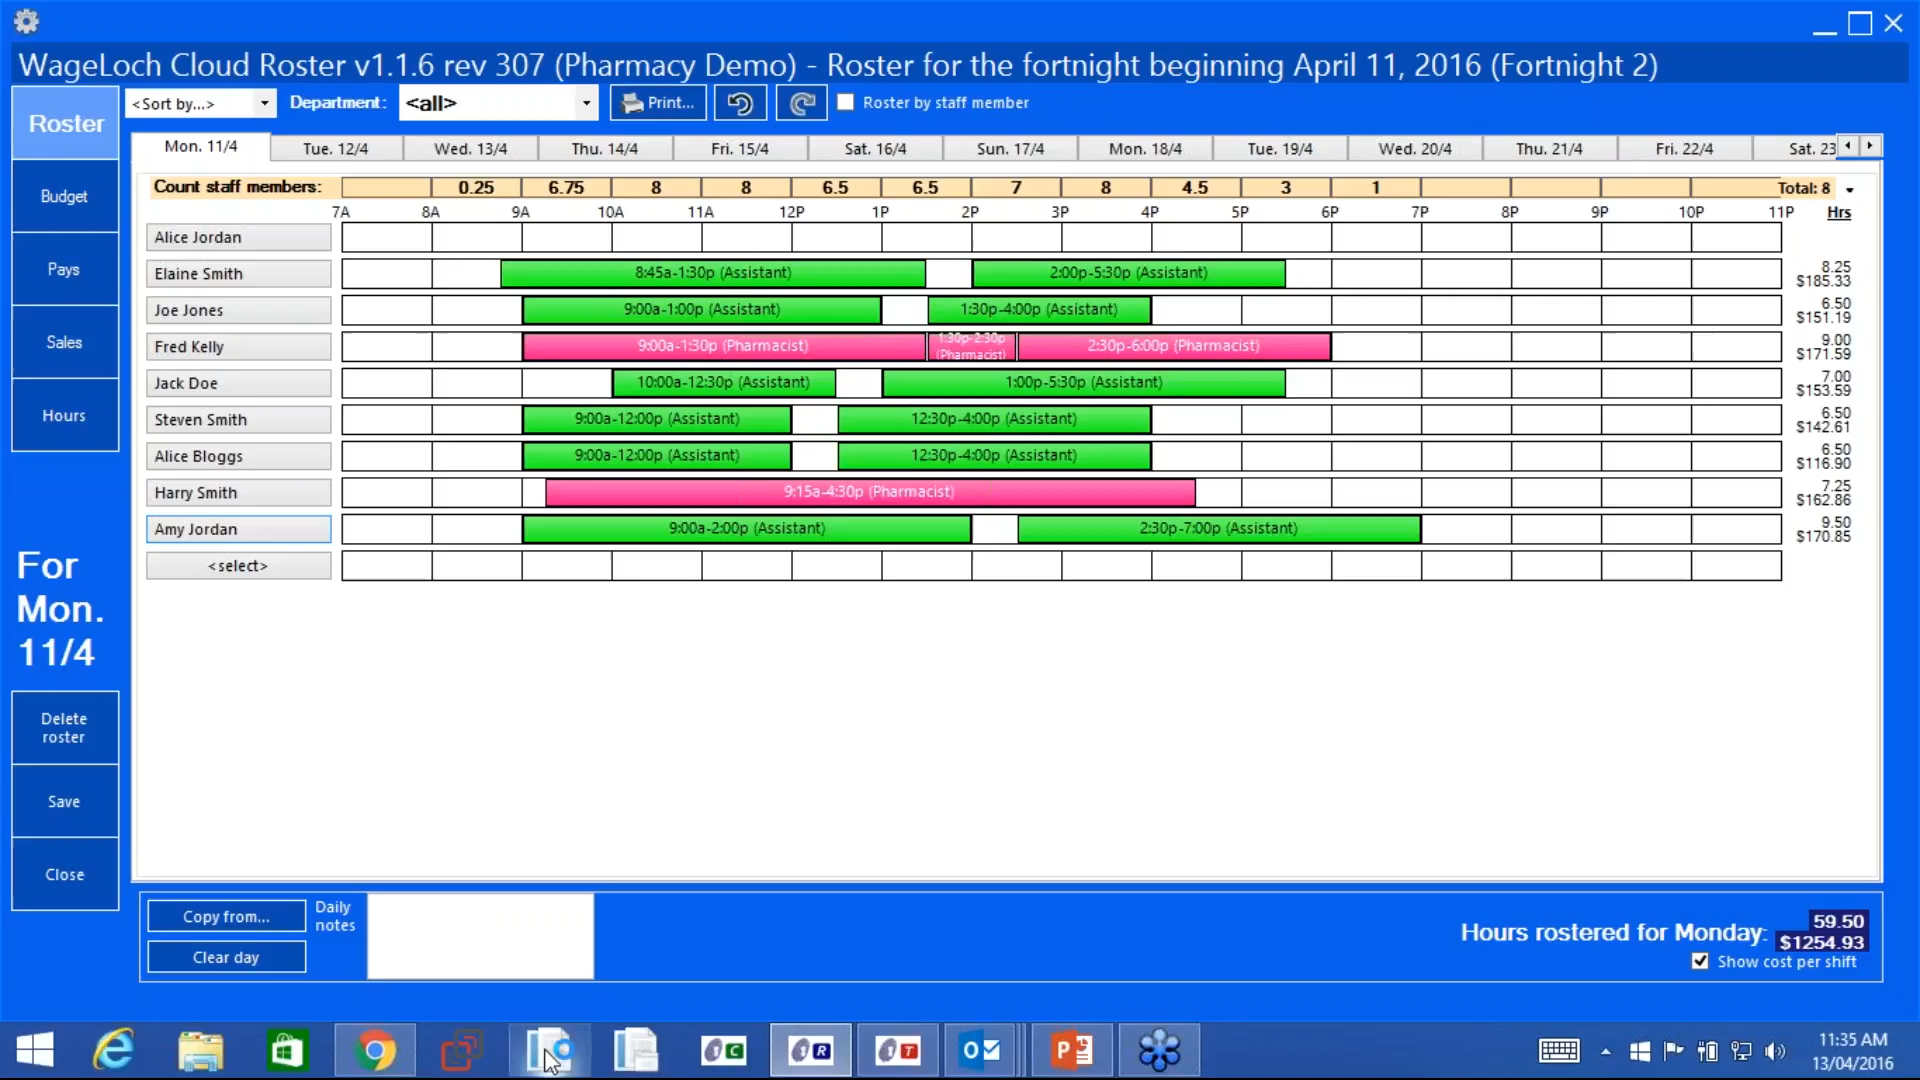 WageLoch Cloud Roster v1.1.6 rev 307 (Pharmacy Demo) - Roster for the fortnight beginning April 11, 2016 (Fortnight 2)
Roster
<Sort by...>
Department:
<all>
Print...
Roster by staff member
Mon. 11/4
Tue. 12/4
Wed. 13/4
Thu. 14/4
Fri. 15/4
Sat. 16/4
Sun. 17/4
Mon. 18/4
Tue. 19/4
Wed. 20/4
Thu. 21/4
Fri. 22/4
Sat. 23
Budget
Pays
Sales
Hours
Count staff members: 0.25 6.75 8 8 6.5 6.5 7 8 4.5 3 1 Total: 8
7A 8A 9A 10A 11A 12P 1P 2P 3P 4P 5P 6P 7P 8P 9P 10P 11P Hrs
Alice Jordan
Elaine Smith
8:45a-1:30p (Assistant)
2:00p-5:30p (Assistant)
8.25
$185.33
Joe Jones
9:00a-1:00p (Assistant)
1:30p-4:00p (Assistant)
6.50
$151.19
Fred Kelly
9:00a-1:30p (Pharmacist)
1:30p-2:30p
(Pharmacist)
2:30p-6:00p (Pharmacist)
9.00
$171.59
Jack Doe
10:00a-12:30p (Assistant)
1:00p-5:30p (Assistant)
7.00
$153.59
Steven Smith
9:00a-12:00p (Assistant)
12:30p-4:00p (Assistant)
6.50
$142.61
Alice Bloggs
9:00a-12:00p (Assistant)
12:30p-4:00p (Assistant)
6.50
$116.90
Harry Smith
9:15a-4:30p (Pharmacist)
7.25
$162.86
Amy Jordan
9:00a-2:00p (Assistant)
2:30p-7:00p (Assistant)
9.50
$170.85
<select>
For
Mon.
11/4
Delete
roster
Save
Close
Copy from...
Clear day
Daily
notes
Hours rostered for Monday:
59.50
$1254.93
Show cost per shift
C
R
T
O
P
11:35 AM
13/04/2016